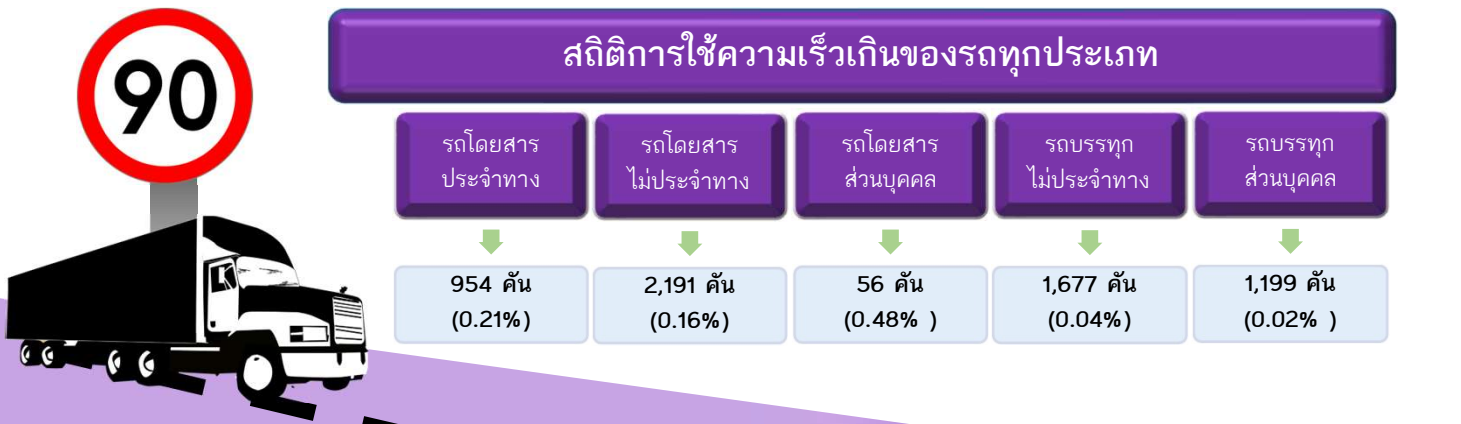 90
สถิติการใช้ความเร็วเกินของรถทุกประเภท
รถโดยสาร
ประจำทาง
รถโดยสาร
ไม่ประจำทาง
รถโดยสาร
ส่วนบุคคล
รถบรรทุก
ไม่ประจำทาง
รถบรรทุก
ส่วนบุคคล
954 คัน
(0.21%)
2,191 คัน
(0.16%)
56 คัน
(0.48% )
1,677 คัน
(0.04%)
1,199 คัน
(0.02% )